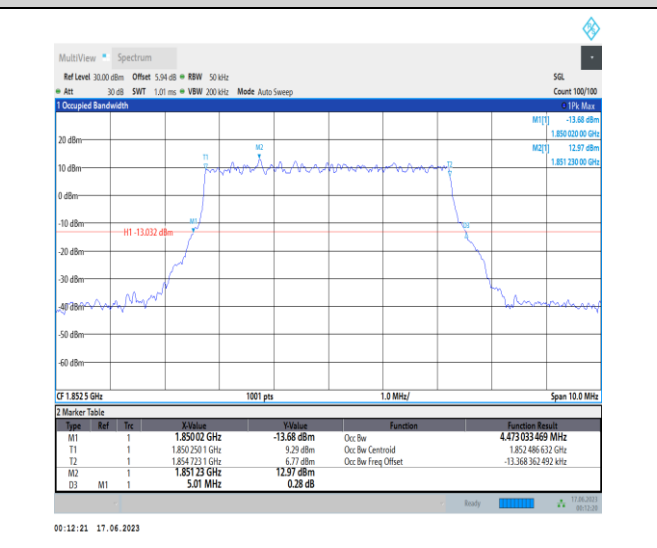 MultiView Spectrum
Ref Level 30.00 dBm Offset 5.94 dB RBW 50 kHz SGL
Att 30 dB SWT 1.01 ms VBW 200 kHz Mode Auto Sweep Count 100/100
1 Occupied Bandwidth 1Pk Max
M1[1] -13.68 dBm
1.850 020 00 GHz
M2[1] 12.97 dBm
1.851 230 00 GHz
20 dBm
M2
T1
T2
10 dBm
0 dBm
-10 dBm
M1
H1 -13.032 dBm
-20 dBm
-30 dBm
-40 dBm
-50 dBm
-60 dBm
CF 1.852 5 GHz 1001 pts 1.0 MHz/ Span 10.0 MHz
2 Marker Table
Type Ref Trc X-Value Y-Value Function Function Result
M1 1 1.85002 GHz -13.68 dBm Occ Bw 4.473 033 469 MHz
T1 1 1.850 250 1 GHz 9.29 dBm Occ Bw Centroid 1.852 486 632 GHz
T2 1 1.854 723 1 GHz 6.77 dBm Occ Bw Freq Offset -13.368 362 492 kHz
M2 1 1.85123 GHz 12.97 dBm
D3 M1 1 5.01 MHz 0.28 dB
Ready 17.06.2023
00:12:20
00:12:21 17.06.2023